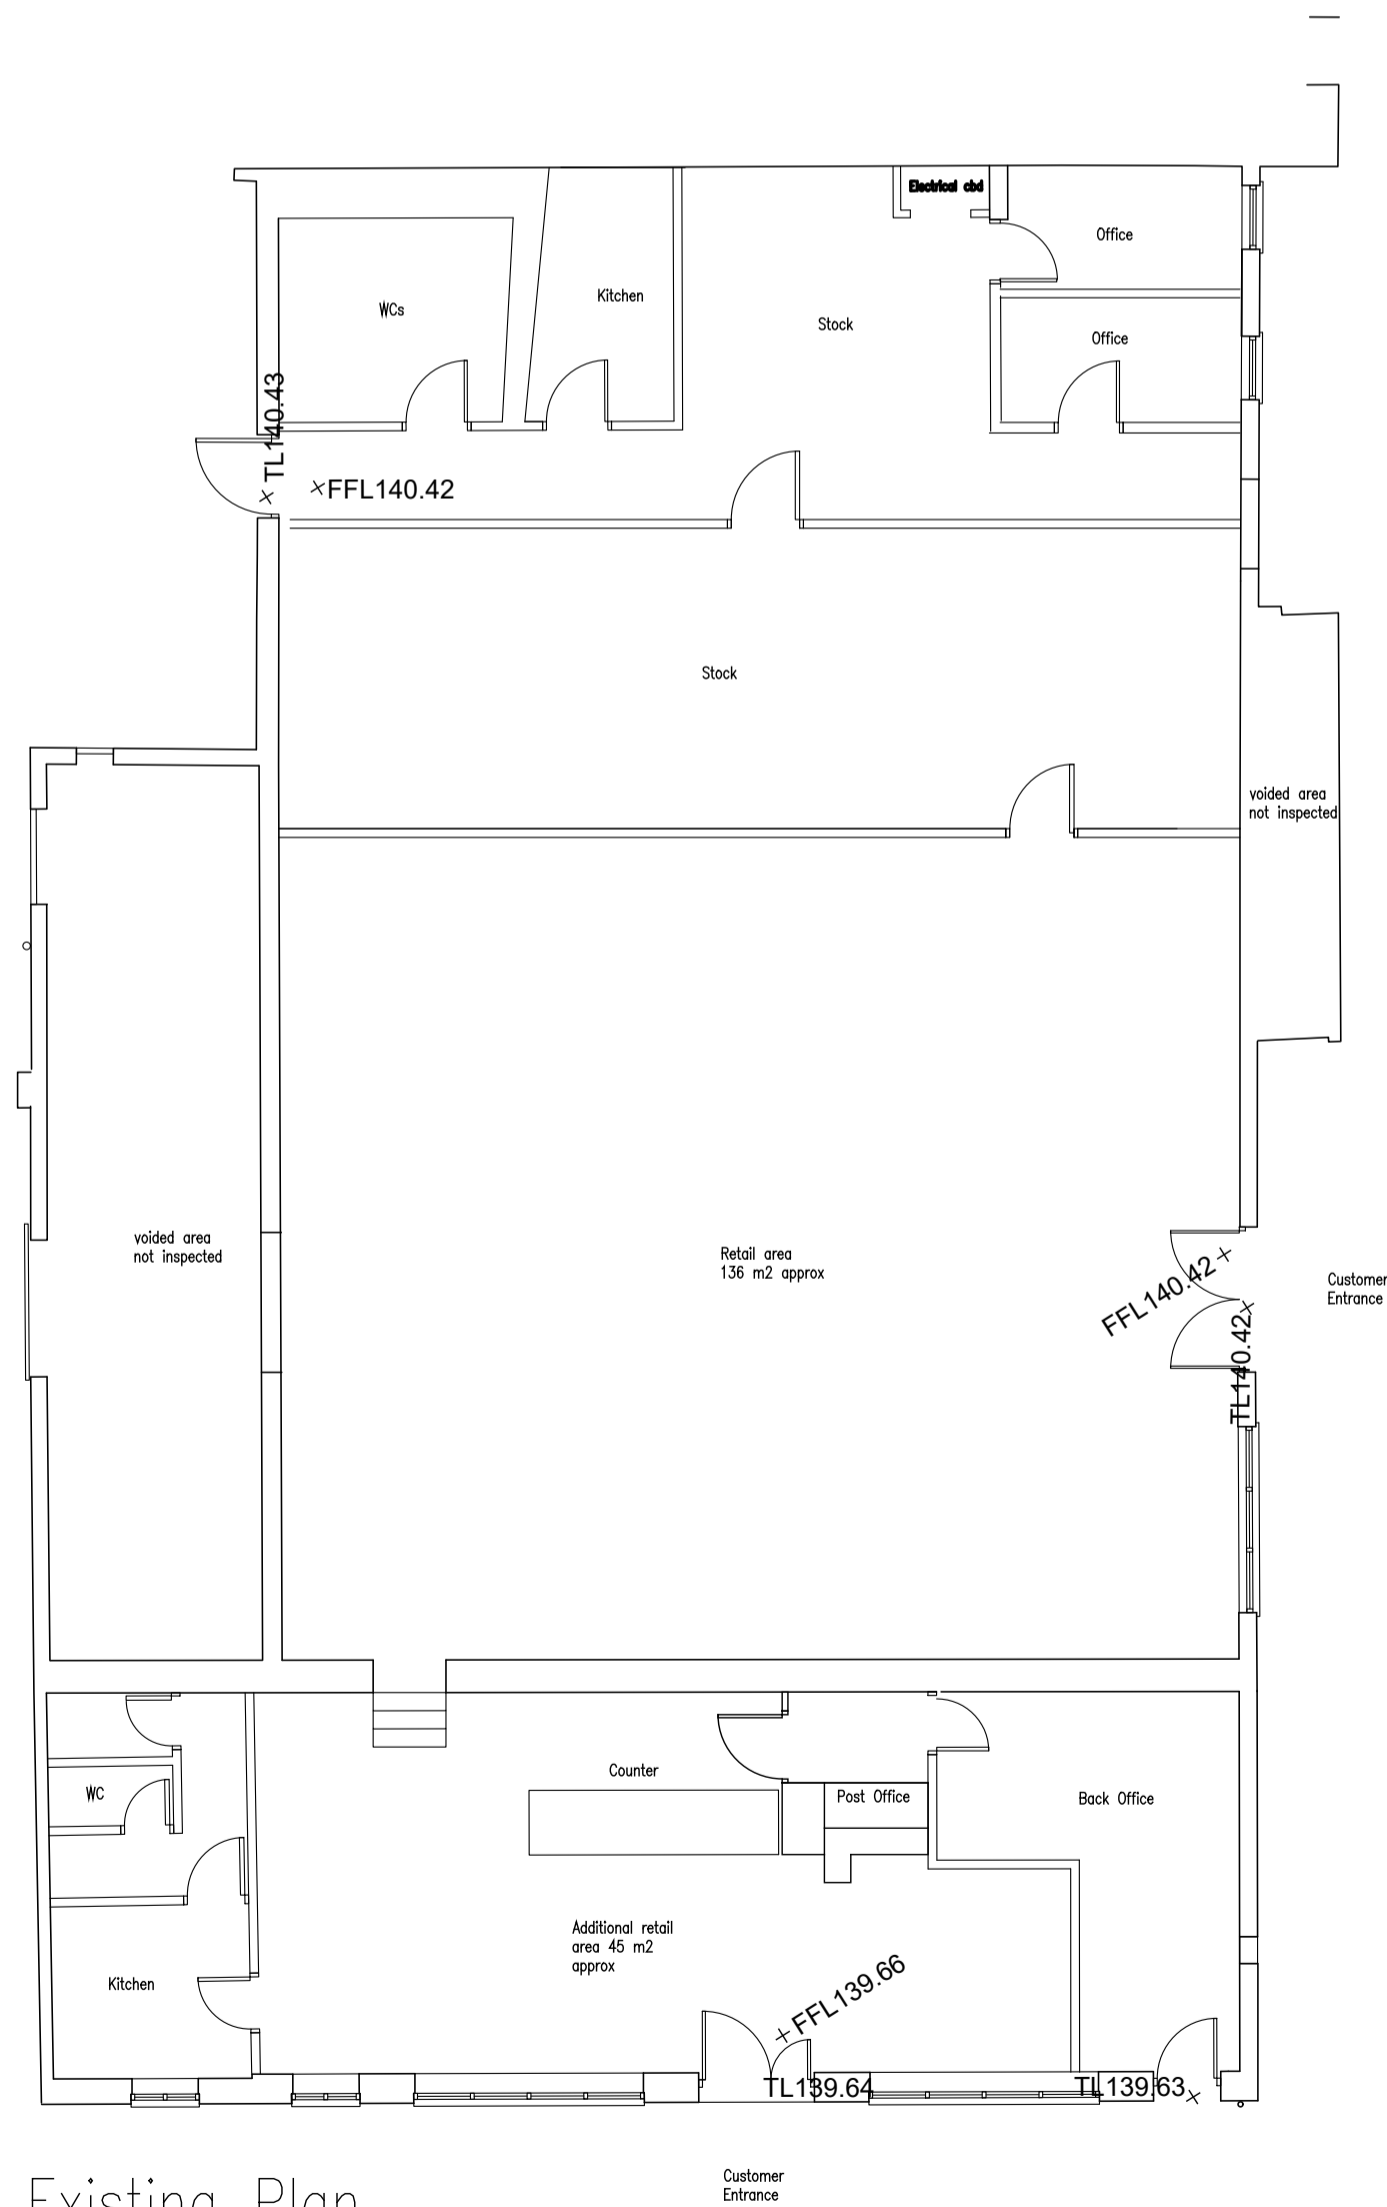 Electrical cbd
Office
WCs
Kitchen
Stock
Office
TL140.43
FFL140.42
Stock
voided area
not inspected
voided area
not inspected
Retail area
136 m2 approx
FFL140.42
Customer
Entrance
TL140.42
Counter
WC
Post Office
Back Office
Additional retail
area 45 m2
approx
Kitchen
FFL139.66
TL139.64
TL139.63
Customer
Entrance
Existing Plan